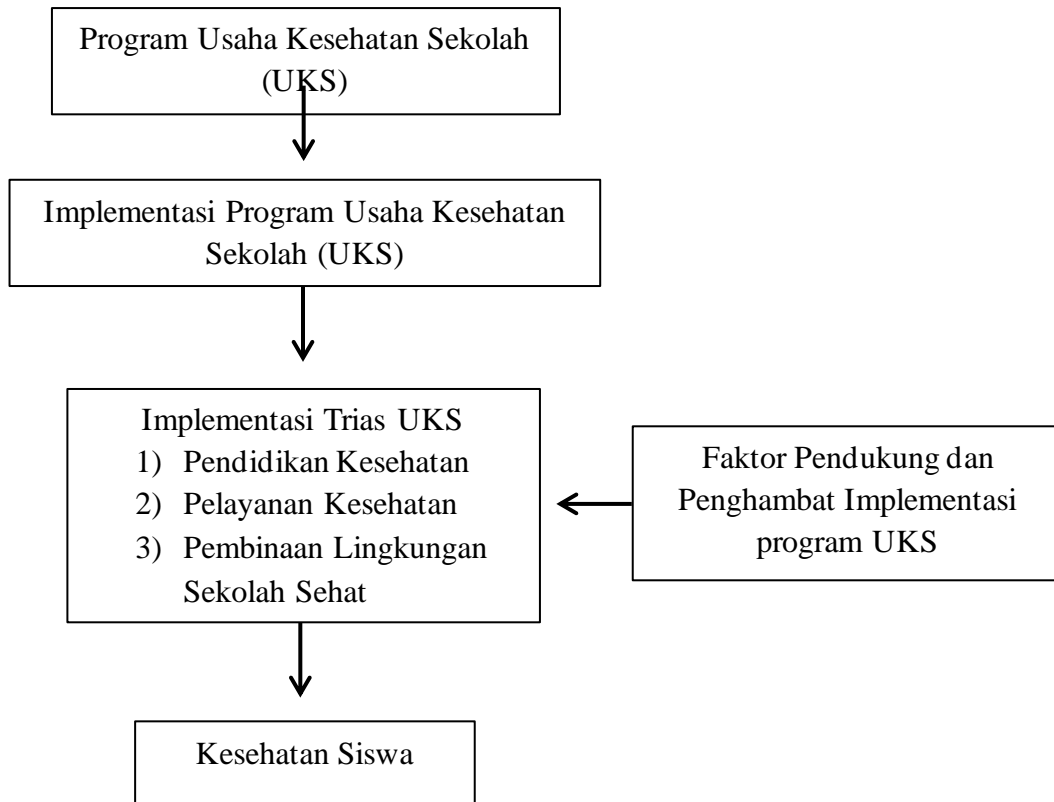 Program Usaha Kesehatan Sekolah
(UKS)
Implementasi Program Usaha Kesehatan
Sekolah (UKS)
Implementasi Trias UKS
1) Pendidikan Kesehatan
2) Pelayanan Kesehatan
3) Pembinaan Lingkungan
Sekolah Sehat
Faktor Pendukung dan
Penghambat Implementasi
program UKS
Kesehatan Siswa